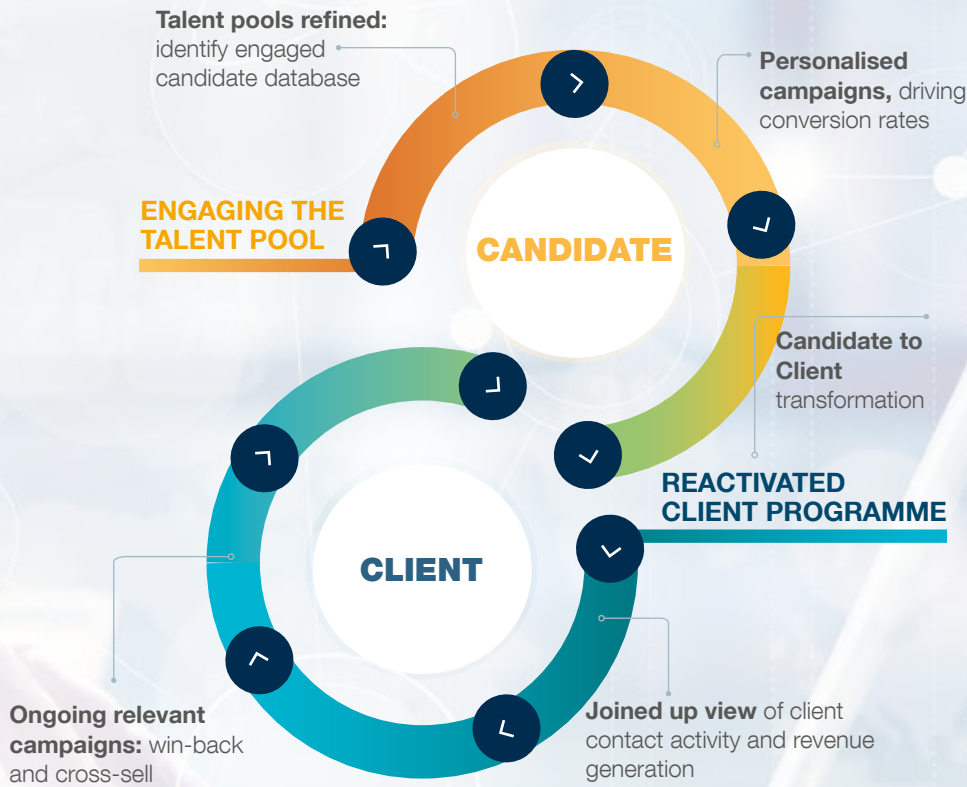 Talent pools refined:
identify engaged
candidate database
Personalised
campaigns, driving
conversion rates
ENGAGING THE
TALENT POOL
CANDIDATE
Candidate to
Client
transformation
REACTIVATED
CLIENT PROGRAMME
CLIENT
Ongoing relevant
campaigns: win-back
and cross-sell
Joined up view of client
contact activity and revenue
generation